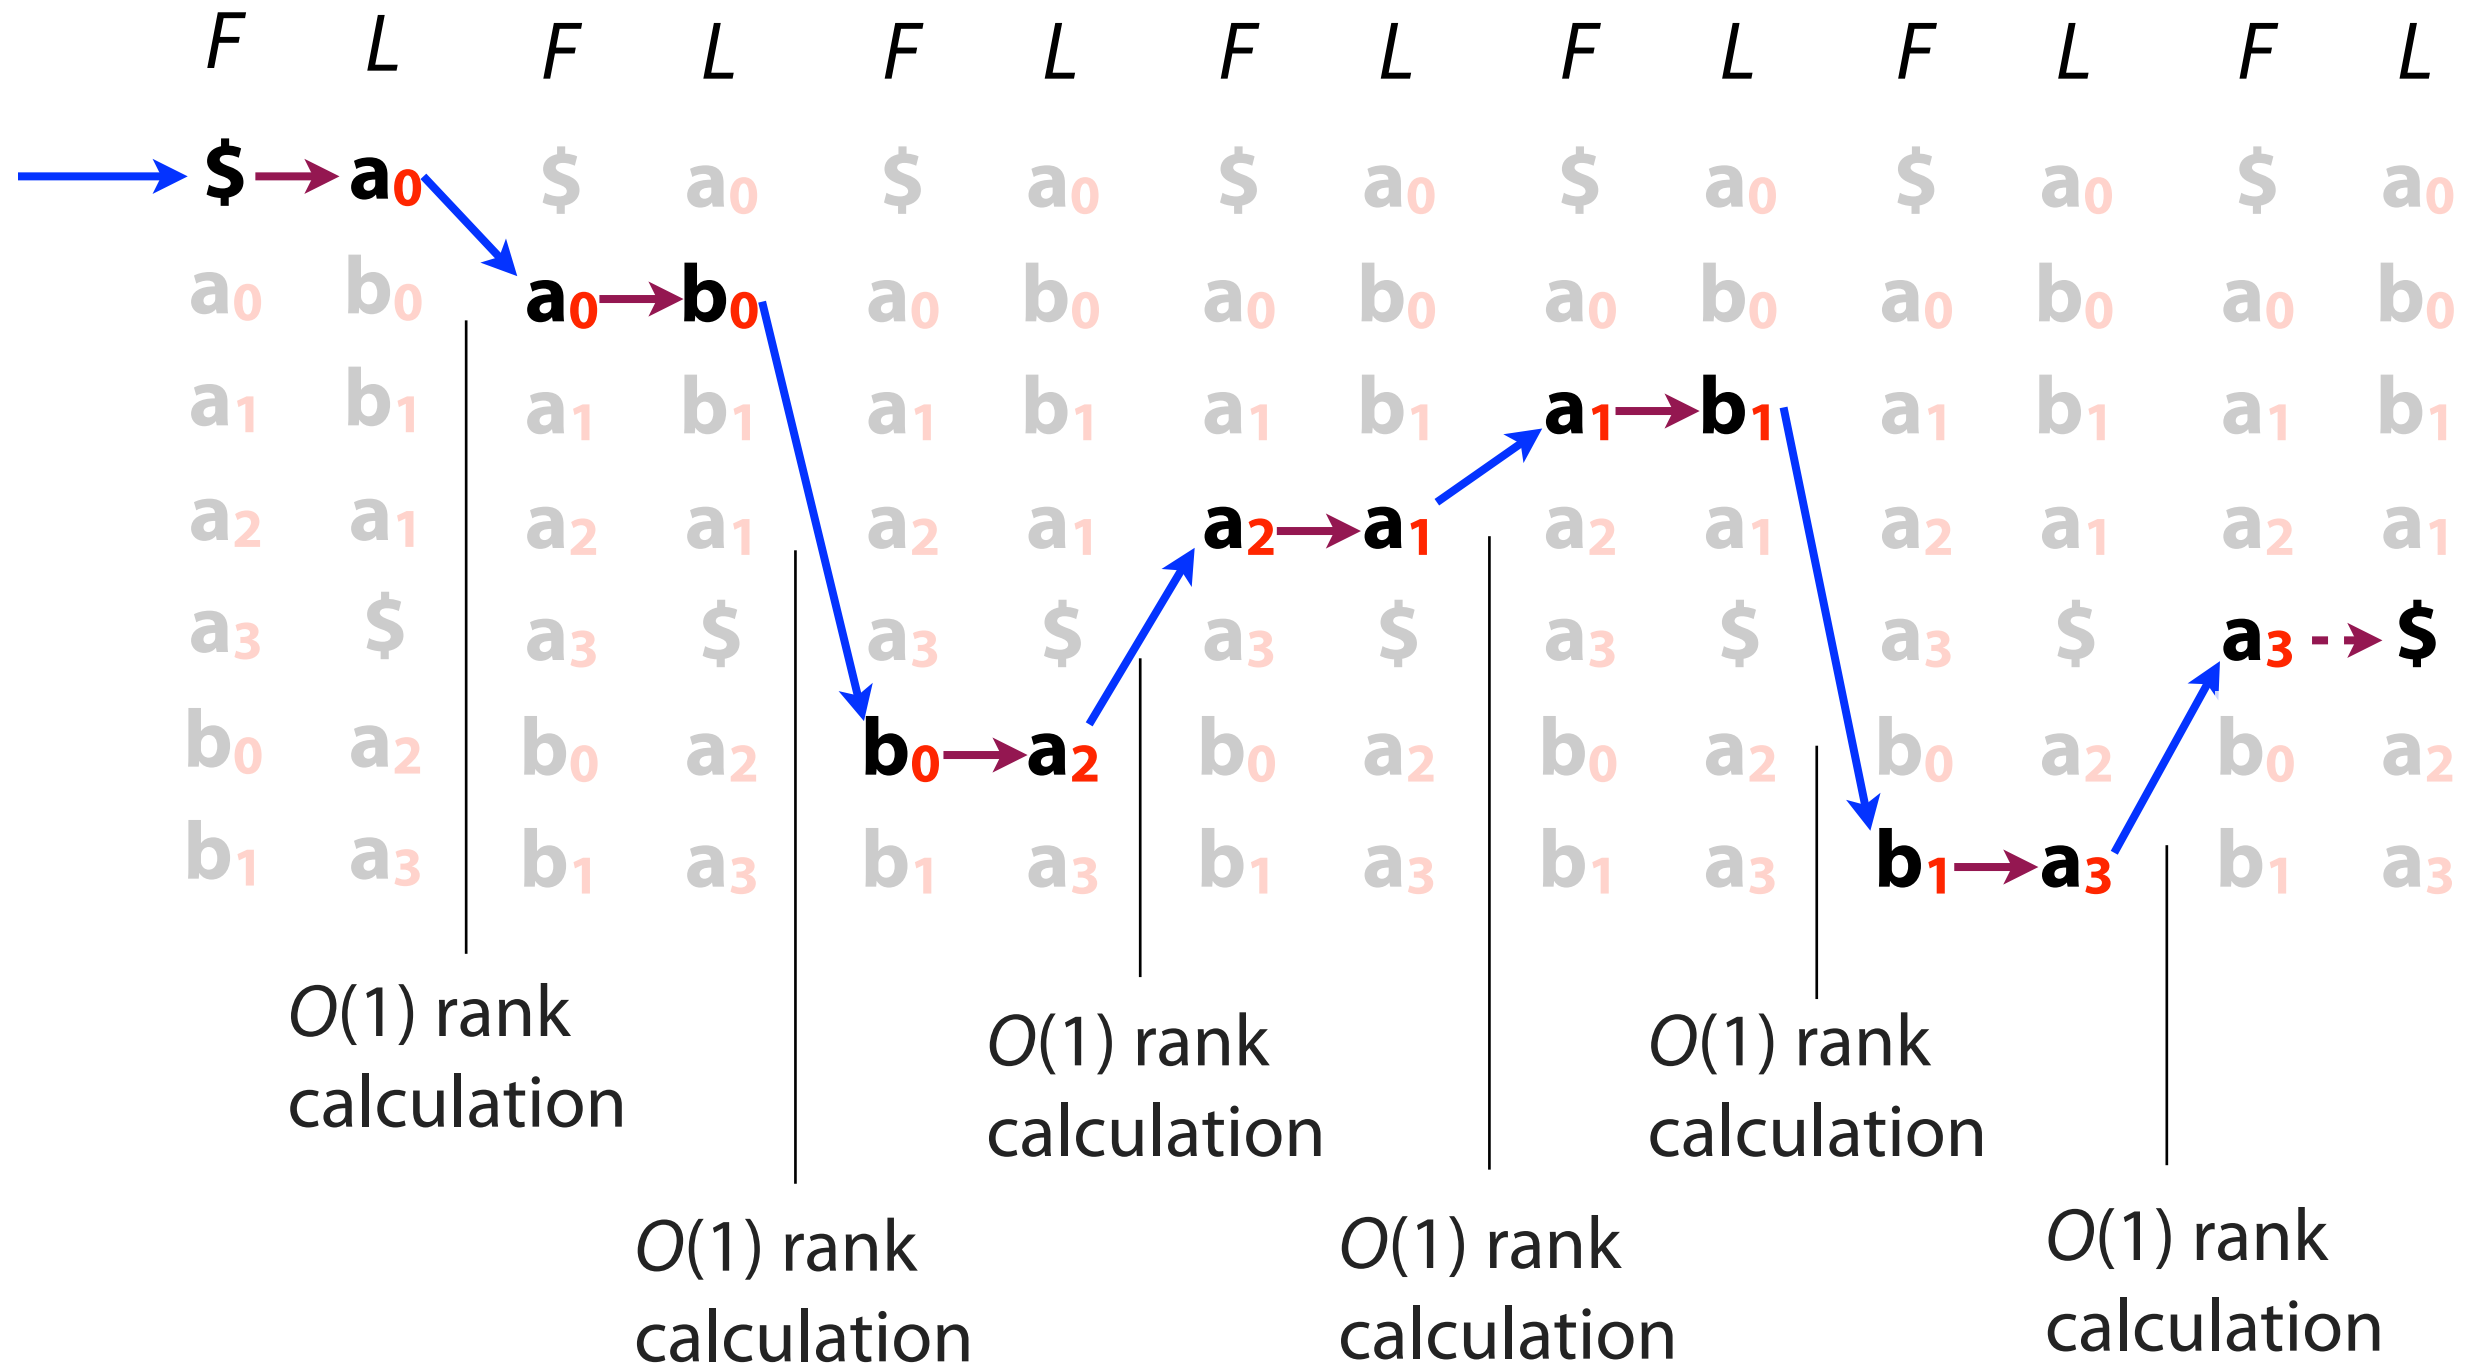 F L F L F L F L F L F L F L
$ a0 $ a0 $ a0 $ a0 $ a0 $ a0 $ a0
a0 b0 a0 b0 a0 b0 a0 b0 a0 b0 a0 b0 a0 b0
a1 b1 a1 b1 a1 b1 a1 b1 a1 b1 a1 b1 a1 b1
a2 a1 a2 a1 a2 a1 a2 a1 a2 a1 a2 a1 a2 a1
a3 $ a3 $ a3 $ a3 $ a3 $ a3 $ a3 $
b0 a2 b0 a2 b0 a2 b0 a2 b0 a2 b0 a2 b0 a2
b1 a3 b1 a3 b1 a3 b1 a3 b1 a3 b1 a3 b1 a3
O(1) rank
calculation
O(1) rank
calculation
O(1) rank
calculation
O(1) rank
calculation
O(1) rank
calculation
O(1) rank
calculation